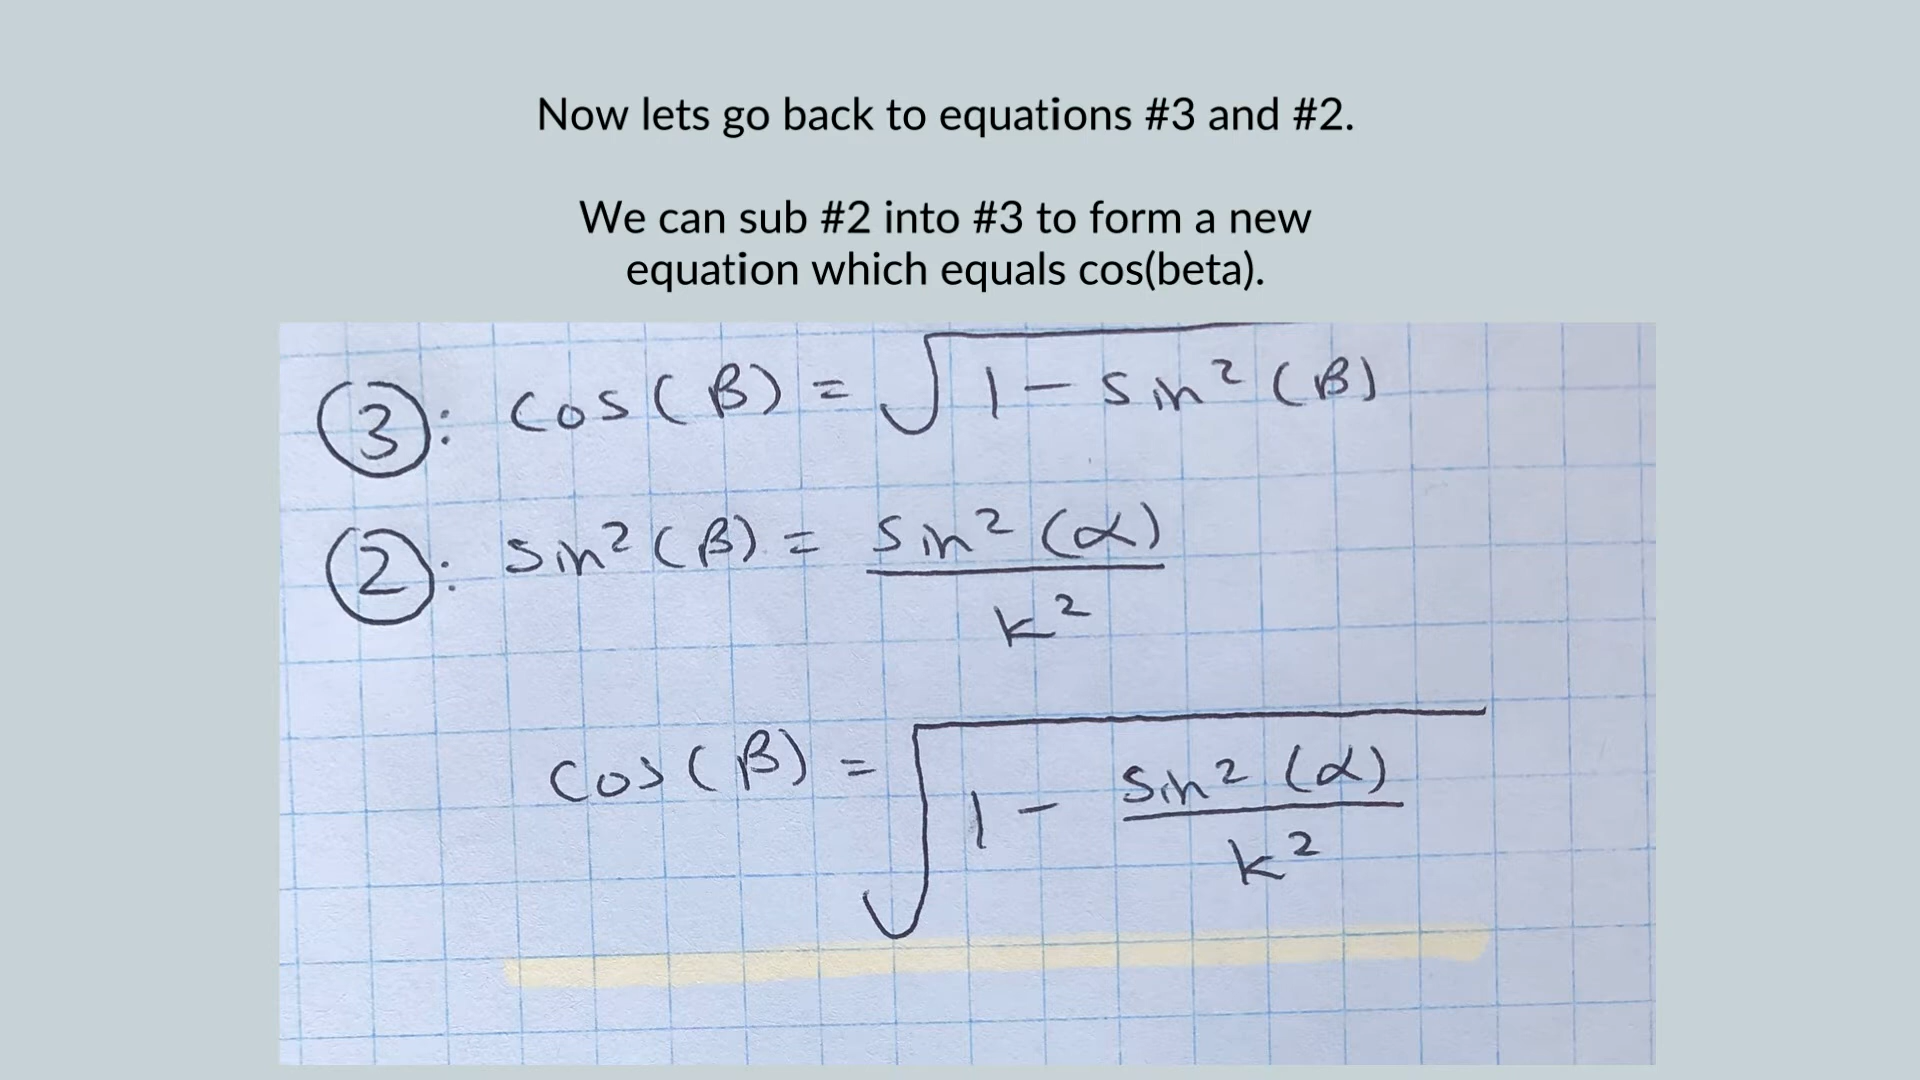 Now lets go back to equations #3 and #2.
We can sub #2 into #3 to form a new
equation which equals cos(beta).
③: cos(β) = √(1 - sin²(β))
②: sin²(β) = sin²(α) / k²
cos(β) = √(1 - sin²(α) / k²)